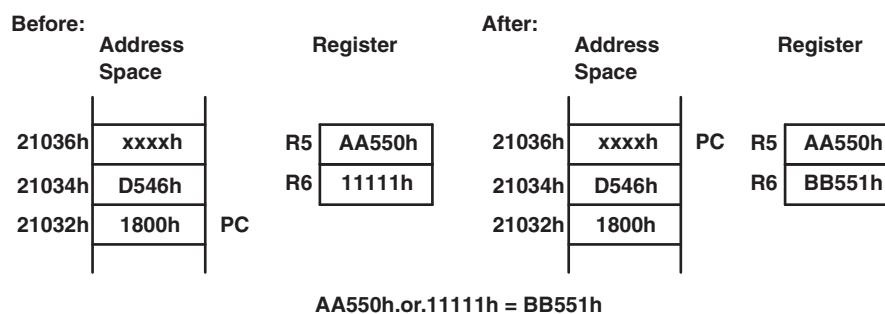 Before:
Address Space
Register
21036h xxxxh
21034h D546h
21032h 1800h PC
R5 AA550h
R6 11111h
After:
Address Space
Register
21036h xxxxh PC
21034h D546h
21032h 1800h
R5 AA550h
R6 BB551h
AA550h.or.11111h = BB551h